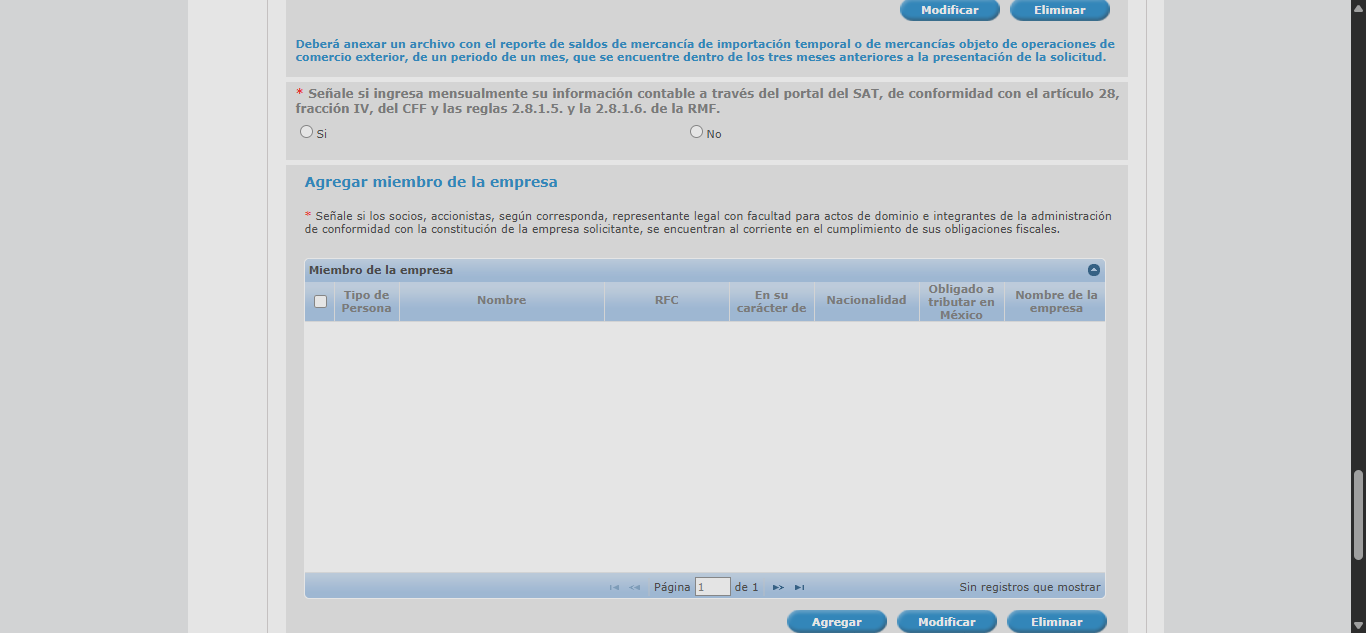 Modificar
Eliminar
Deberá anexar un archivo con el reporte de saldos de mercancía de importación temporal o de mercancías objeto de operaciones de
comercio exterior, de un periodo de un mes, que se encuentre dentro de los tres meses anteriores a la presentación de la solicitud.
* Señale si ingresa mensualmente su información contable a través del portal del SAT, de conformidad con el artículo 28,
fracción IV, del CFF y las reglas 2.8.1.5. y la 2.8.1.6. de la RMF.
Si
No
Agregar miembro de la empresa
* Señale si los socios, accionistas, según corresponda, representante legal con facultad para actos de dominio e integrantes de la administración
de conformidad con la constitución de la empresa solicitante, se encuentran al corriente en el cumplimiento de sus obligaciones fiscales.
Miembro de la empresa
Tipo de
Persona
Nombre
RFC
En su
carácter de
Nacionalidad
Obligado a
tributar en
México
Nombre de la
empresa
Página 1 de 1
Sin registros que mostrar
Agregar
Modificar
Eliminar